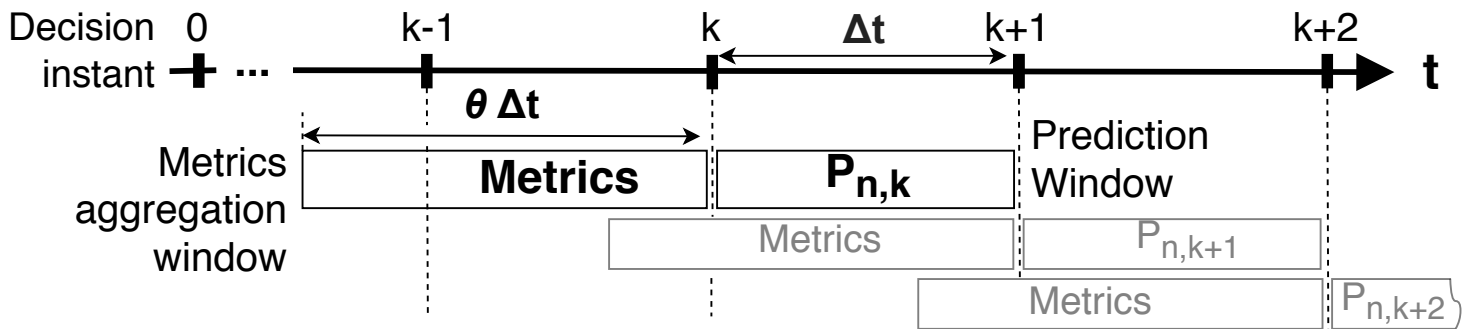 Decision instant
0 ... k-1 k Δt k+1 k+2
t
θ Δt
Metrics aggregation window
Metrics
P_{n,k}
Prediction Window
Metrics
P_{n,k+1}
Metrics
P_{n,k+2}